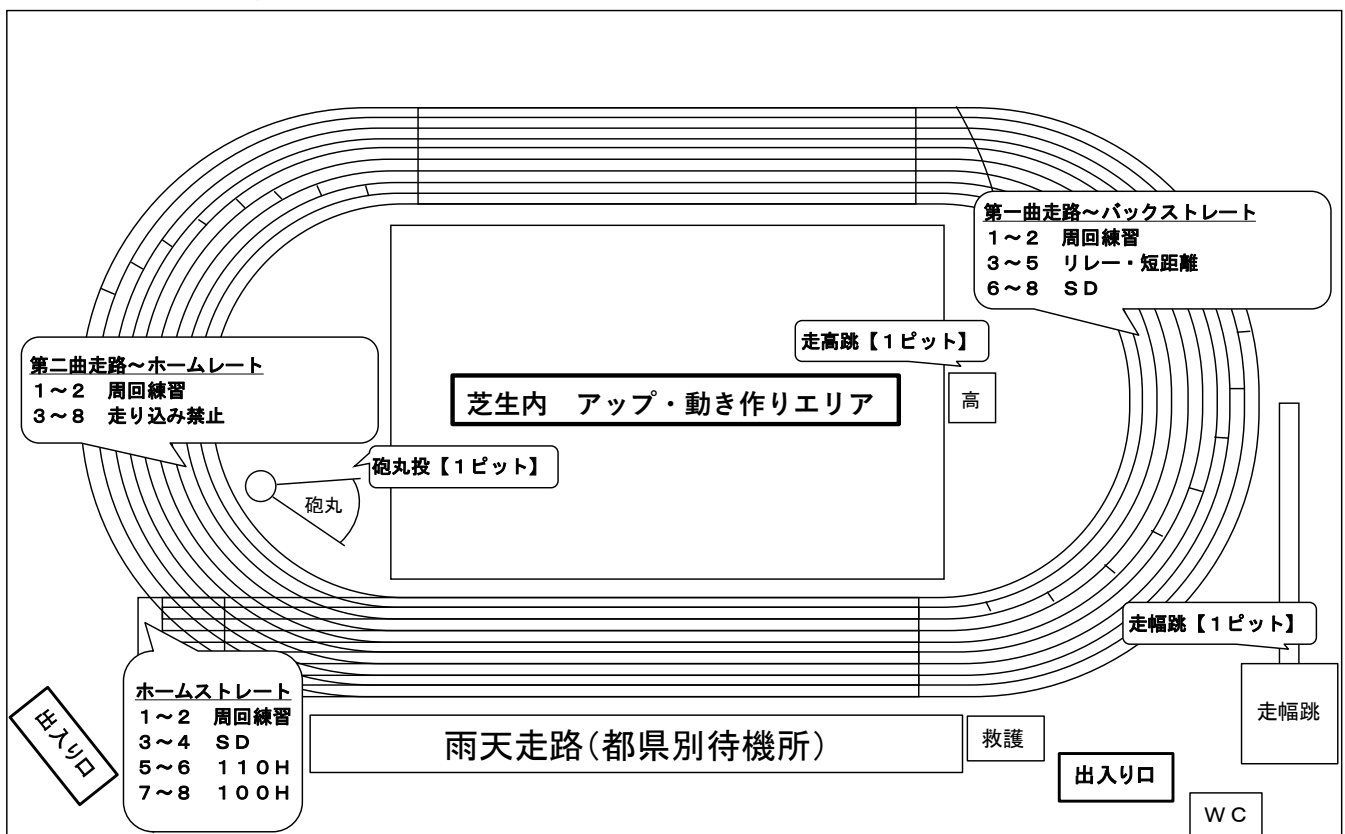 第一曲走路～バックストレート
１～２　周回練習
３～５　リレー・短距離
６～８　ＳＤ
走高跳【１ピット】
高
第二曲走路～ホームレート
１～２　周回練習
３～８　走り込み禁止
芝生内　アップ・動き作りエリア
砲丸投【１ピット】
砲丸
走幅跳【１ピット】
走幅跳
ホームストレート
１～２　周回練習
３～４　ＳＤ
５～６　１１０Ｈ
７～８　１００Ｈ
出入り口
雨天走路（都県別待機所）
救護
出入り口
ＷＣ